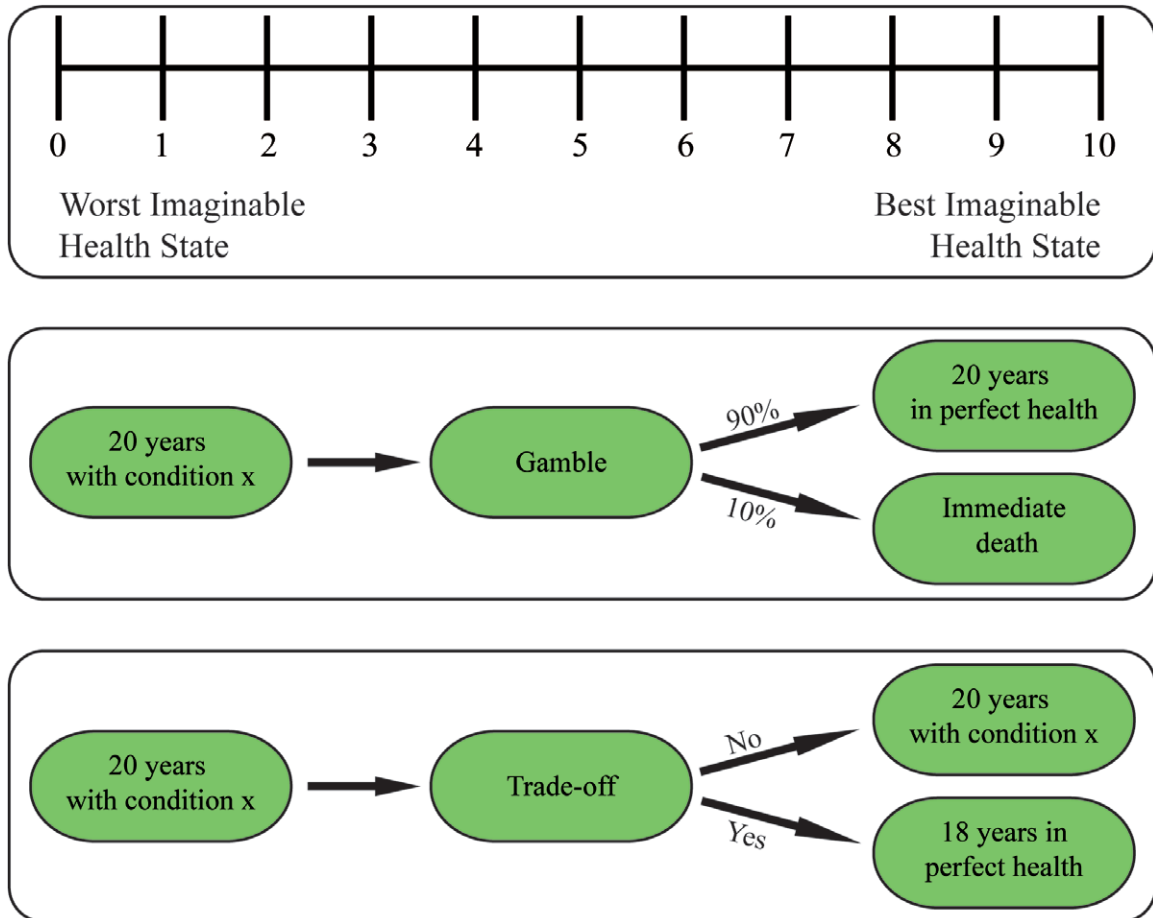 0 1 2 3 4 5 6 7 8 9 10
Worst Imaginable
Health State
Best Imaginable
Health State
20 years
with condition x
Gamble
90%
10%
20 years
in perfect health
Immediate
death
20 years
with condition x
Trade-off
No
Yes
20 years
with condition x
18 years in
perfect health